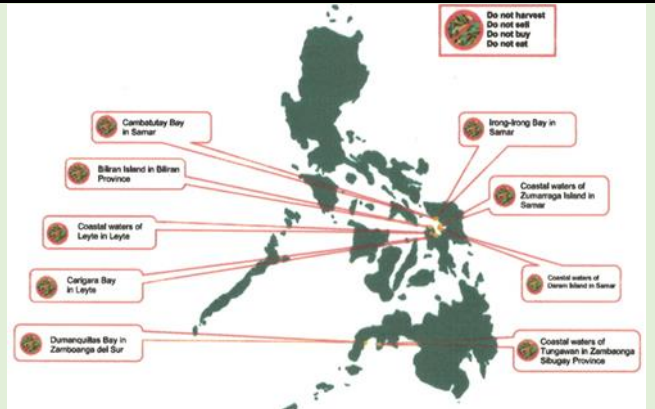 Do not harvest
Do not sell
Do not buy
Do not eat
Cambatutay Bay
in Samar
Irong-Irong Bay in
Samar
Biliran Island in Biliran
Province
Coastal waters of
Zumarraga Island in
Samar
Coastal waters of
Leyte in Leyte
Carigara Bay
in Leyte
Coastal waters of
Daram Island in Samar
Dumanquillas Bay in
Zamboanga del Sur
Coastal waters of
Tungawan in Zambaonga
Sibugay Province